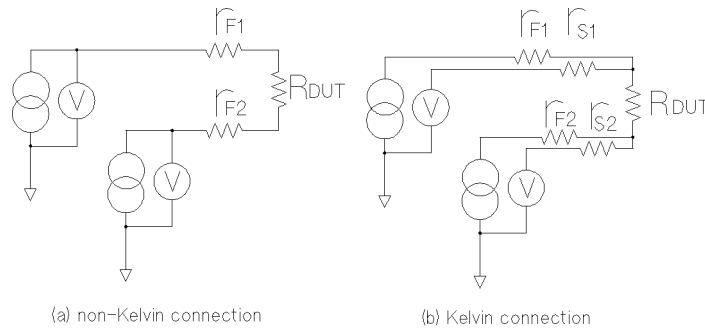 rF1
rF2
RDUT
V
V
(a) non-Kelvin connection
rF1 rS1
rF2 rS2
RDUT
V
V
(b) Kelvin connection